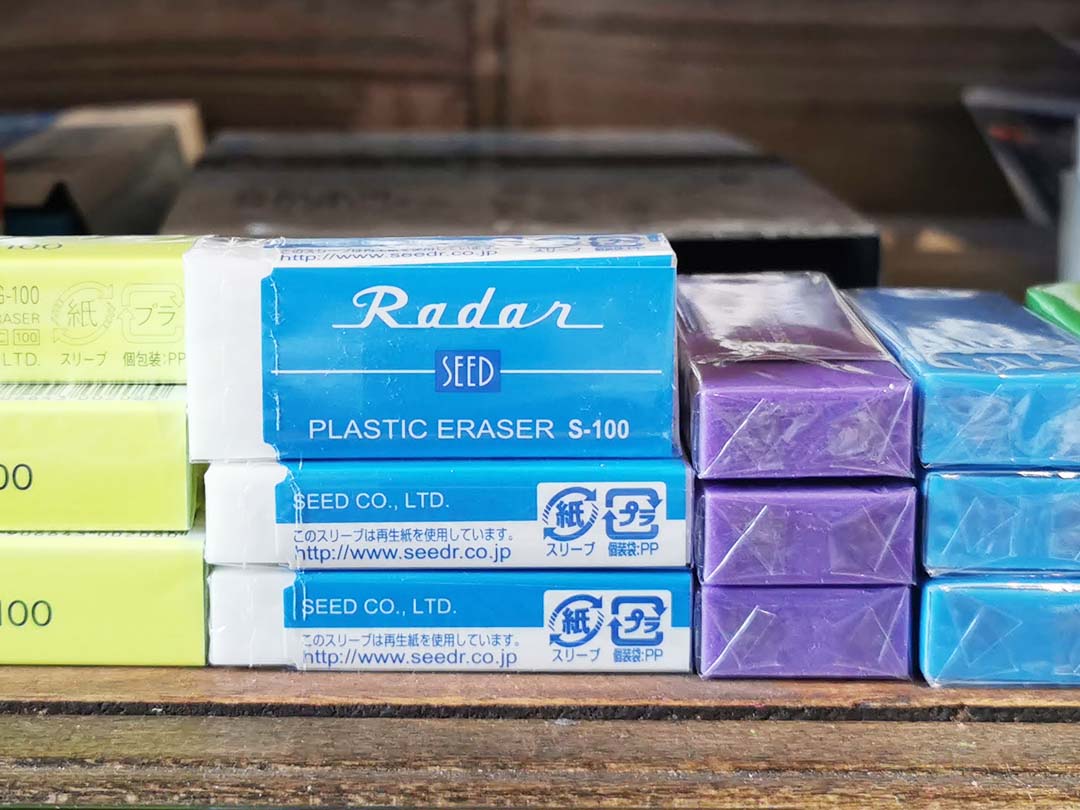 100
G-100
紙
プラ
100
LTD.
スリーブ
個包装:PP
00
100
http://www.seedr.co.jp
Radar
SEED
PLASTIC ERASER S-100
SEED CO., LTD.
このスリーブは再生紙を使用しています。
http://www.seedr.co.jp
紙
プラ
スリーブ
個装袋:PP
SEED CO., LTD.
このスリーブは再生紙を使用しています。
http://www.seedr.co.jp
紙
プラ
スリーブ
個装袋:PP